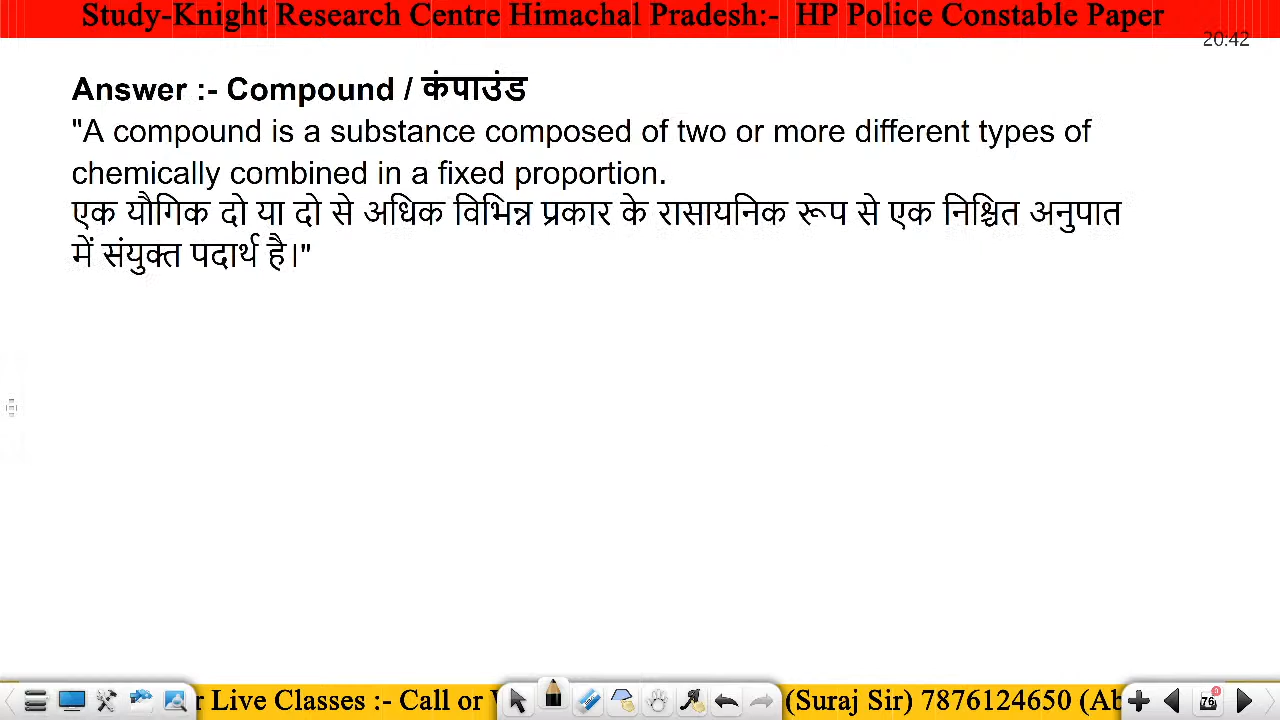 Study-Knight Research Centre Himachal Pradesh:- HP Police Constable Paper
20:42
Answer :- Compound / कंपाउंड
"A compound is a substance composed of two or more different types of
chemically combined in a fixed proportion.
एक यौगिक दो या दो से अधिक विभिन्न प्रकार के रासायनिक रूप से एक निश्चित अनुपात
में संयुक्त पदार्थ है।"
r Live Classes :- Call or (Suraj Sir) 7876124650 (Ab
76